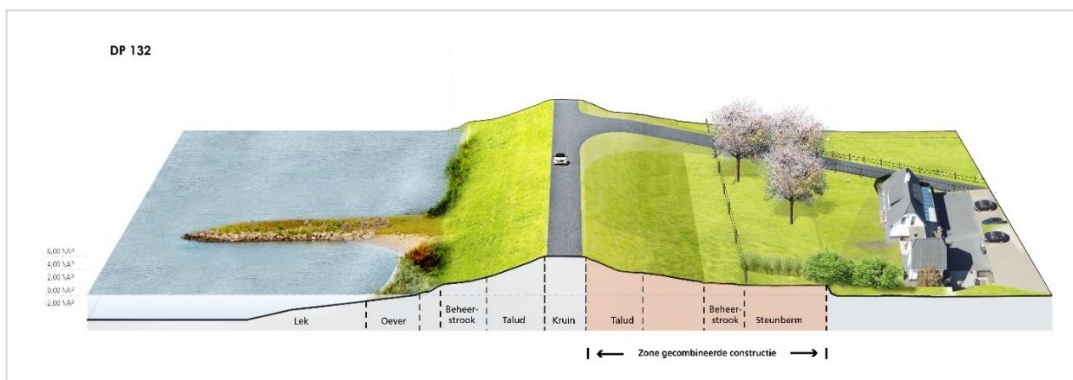 DP 132
6,00 NAP
4,00 NAP
2,00 NAP
0,00 NAP
-2,00 NAP
Lek
Oever
Beheer-
strook
Talud
Kruin
Talud
Beheer-
strook
Steunberm
Zone gecombineerde constructie